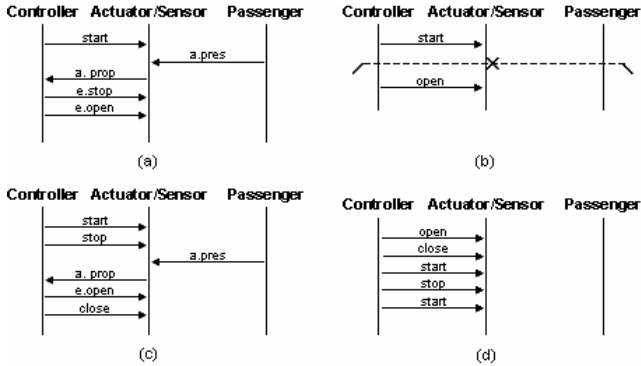 Controller Actuator/Sensor Passenger
start
a.pres
a. prop
e.stop
e.open
(a)
Controller Actuator/Sensor Passenger
start
open
(b)
Controller Actuator/Sensor Passenger
start
stop
a.pres
a. prop
e.open
close
(c)
Controller Actuator/Sensor Passenger
open
close
start
stop
start
(d)